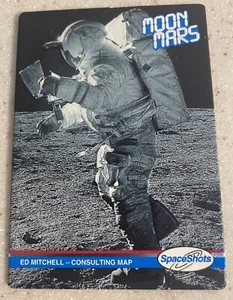 MOON
MARS
ED MITCHELL – CONSULTING MAP
SpaceShots